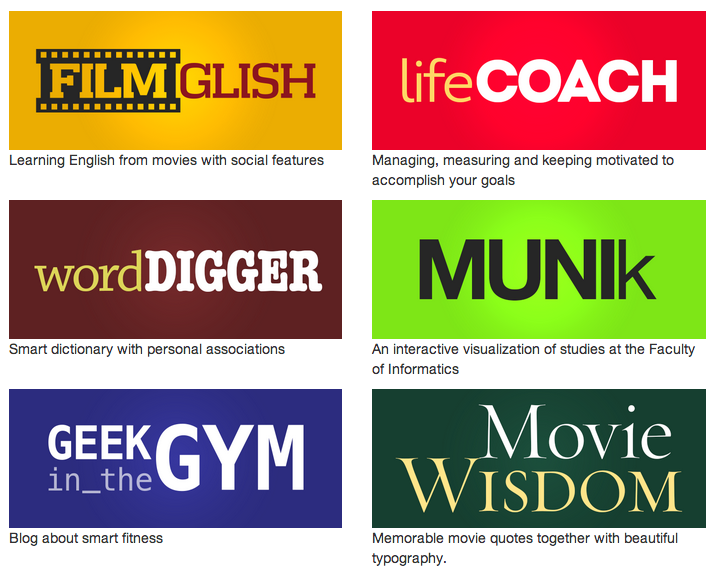 FILMGLISH
Learning English from movies with social features
lifeCOACH
Managing, measuring and keeping motivated to
accomplish your goals
wordDIGGER
Smart dictionary with personal associations
MUNIk
An interactive visualization of studies at the Faculty
of Informatics
GEEK
in_the
GYM
Blog about smart fitness
Movie
WISDOM
Memorable movie quotes together with beautiful
typography.